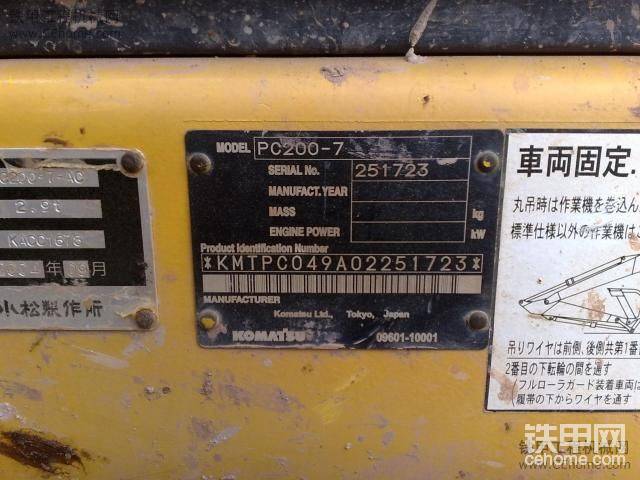 MODEL PC200-7
SERIAL No. 251723
MANUFACT.YEAR
MASS kg
ENGINE POWER kW
Product Identification Number
*KMTPC049A02251723*
MANUFACTURER
Komatsu Ltd., Tokyo, Japan
KOMATSU 09601-10001
2.9t
年 月
小松製作所
車両固定.
丸吊時は作業機を巻込ん
標準仕様以外の作業機は
吊りワイヤは前側、後側共第1番
2番目の下転輪の間を通す
(フルローラガード装着車両は
履帯の下からワイヤを通す
铁甲网
cehome.com